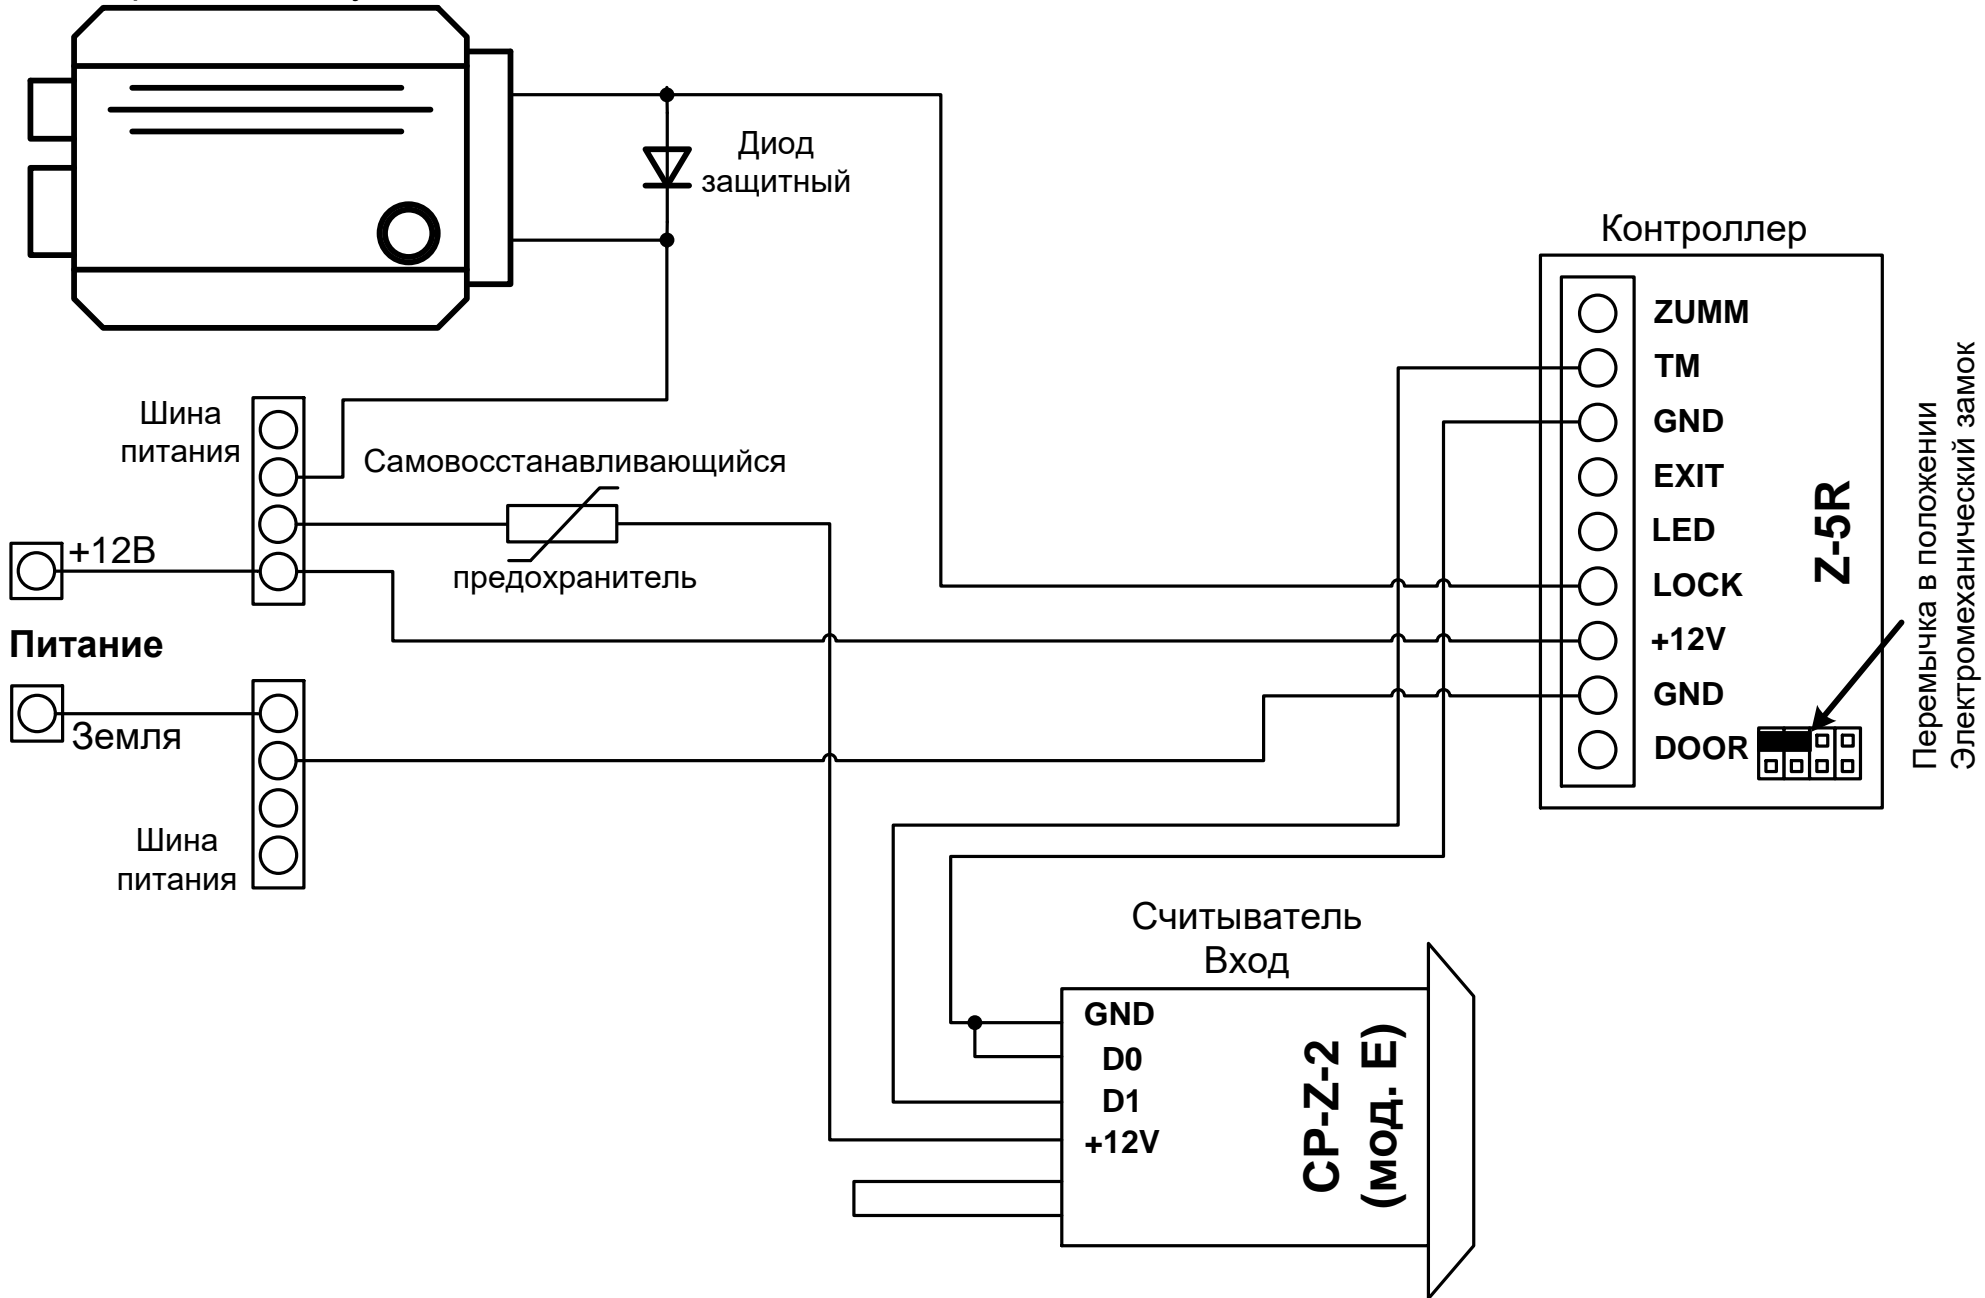 Диод
защитный
Контроллер
ZUMM
TM
GND
EXIT
LED
LOCK
+12V
GND
DOOR
Z-5R
Перемычка в положении
Электромеханический замок
Шина
питания
Самовосстанавливающийся
предохранитель
+12В
Питание
Земля
Шина
питания
Считыватель
Вход
GND
D0
D1
+12V
CP-Z-2
(мод. E)